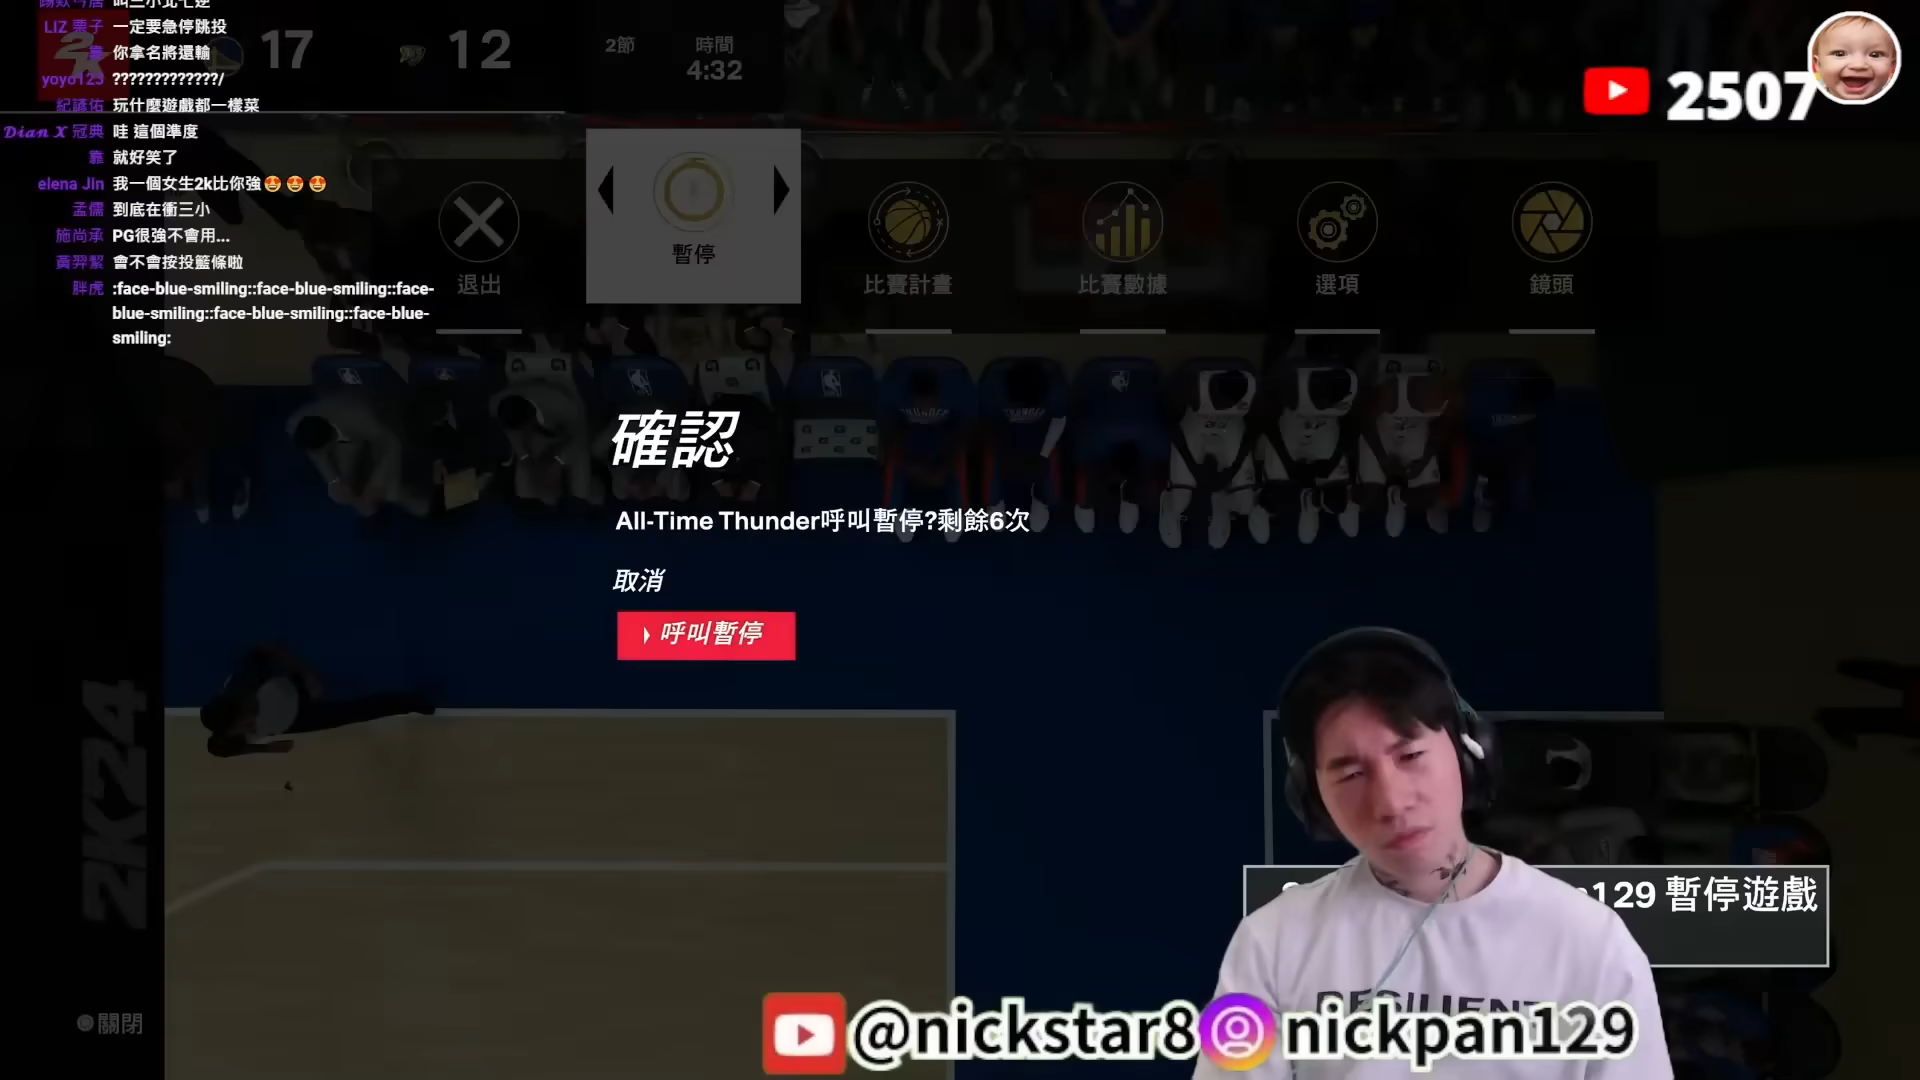 LIZ 栗子 一定要急停跳投
你拿名將還輸
yoyo123 ?????????????/
紀諺佑 玩什麼遊戲都一樣菜
Dian X 冠典 哇 這個準度
靠 就好笑了
elena Jin 我一個女生2k比你強😍😍😍
孟儒 到底在衝三小
施尚承 PG很強不會用...
黃羿絜 會不會按投籃條啦
胖虎 :face-blue-smiling::face-blue-smiling::face-
blue-smiling::face-blue-smiling::face-blue-
smiling:
17
12
2節
時間
4:32
2507
退出
暫停
比賽計畫
比賽數據
選項
鏡頭
確認
All-Time Thunder呼叫暫停?剩餘6次
取消
呼叫暫停
2K24
129 暫停遊戲
關閉
RESILIENT
@nickstar8
nickpan129